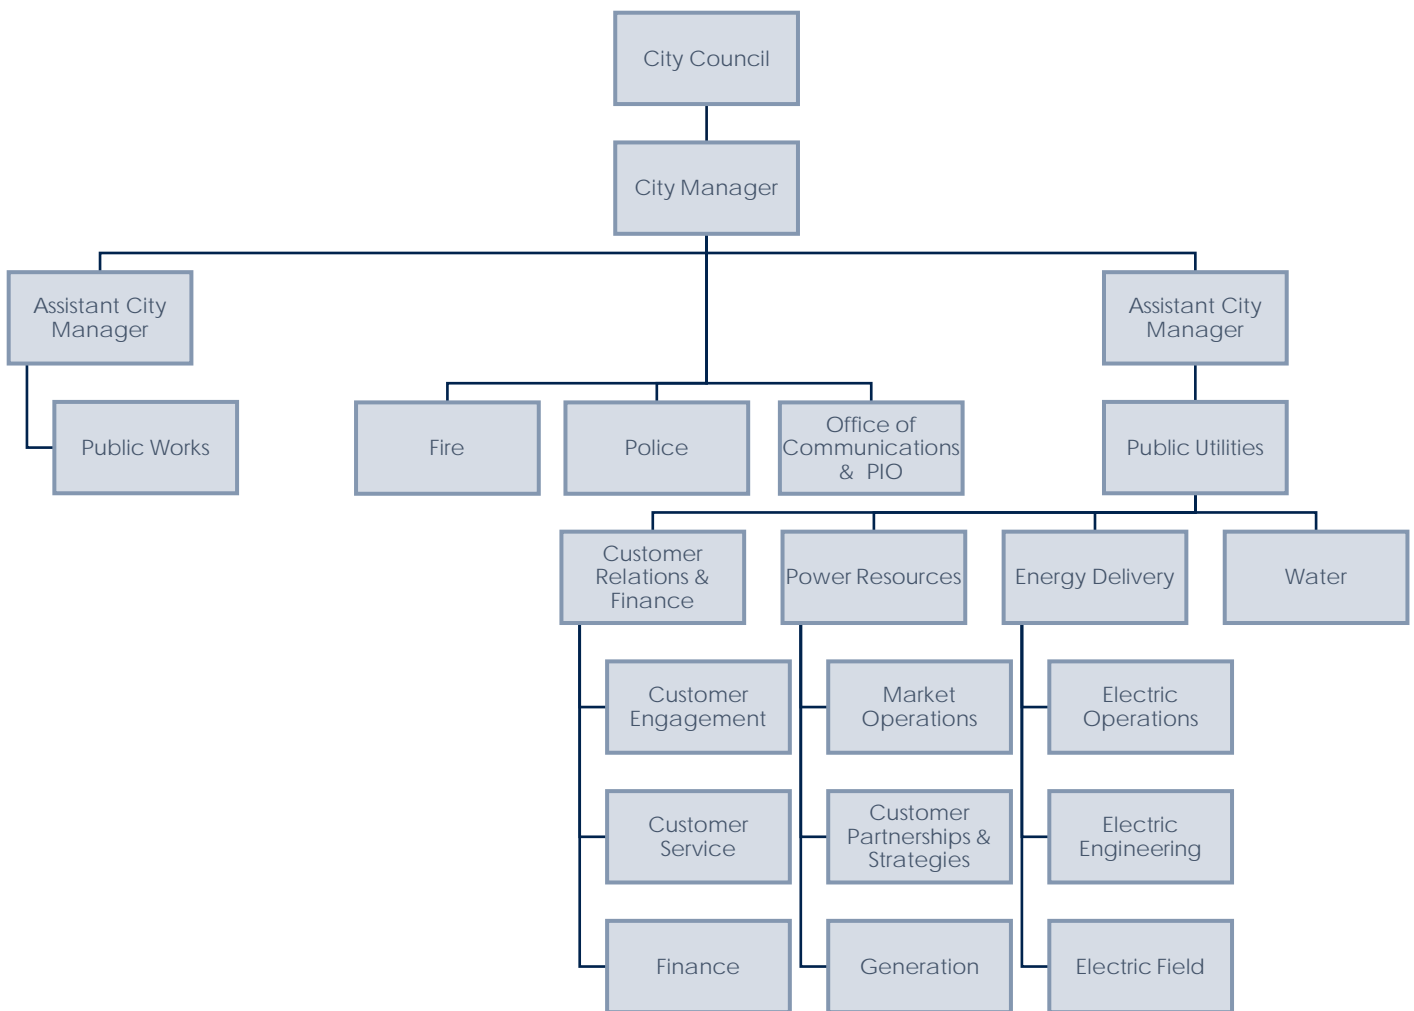 City Council
City Manager
Assistant City
Manager
Assistant City
Manager
Public Works
Fire
Police
Office of
Communications
& PIO
Public Utilities
Customer
Relations &
Finance
Power Resources
Energy Delivery
Water
Customer
Engagement
Market
Operations
Electric
Operations
Customer
Service
Customer
Partnerships &
Strategies
Electric
Engineering
Finance
Generation
Electric Field